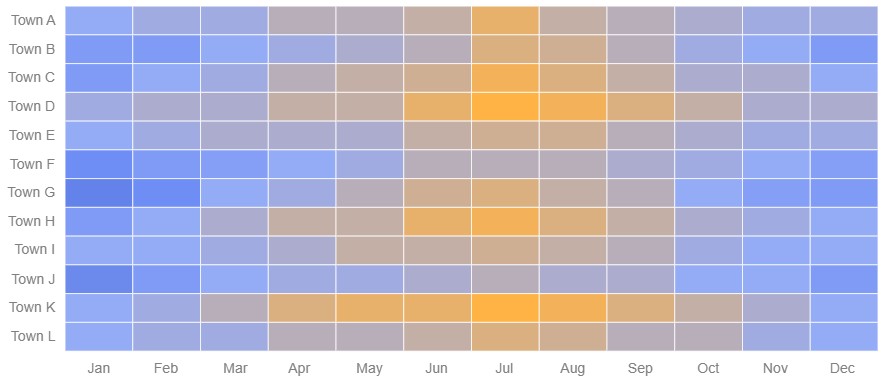 Town A
Town B
Town C
Town D
Town E
Town F
Town G
Town H
Town I
Town J
Town K
Town L
Jan Feb Mar Apr May Jun Jul Aug Sep Oct Nov Dec